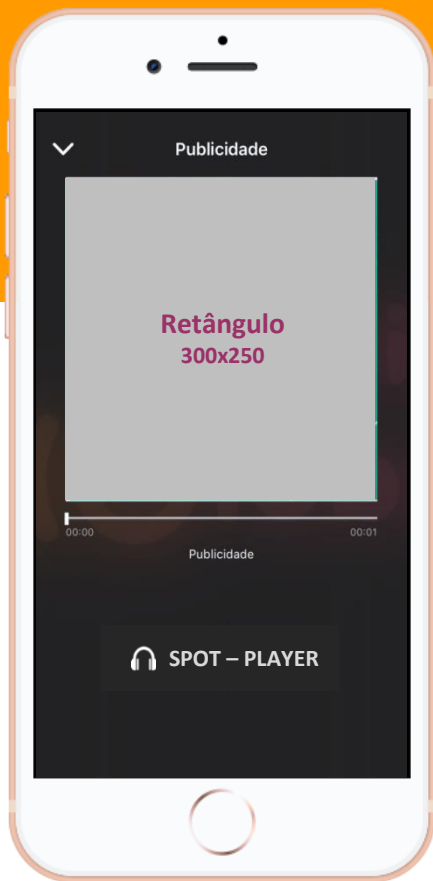 Publicidade
Retângulo
300x250
00:00 00:01
Publicidade
SPOT – PLAYER